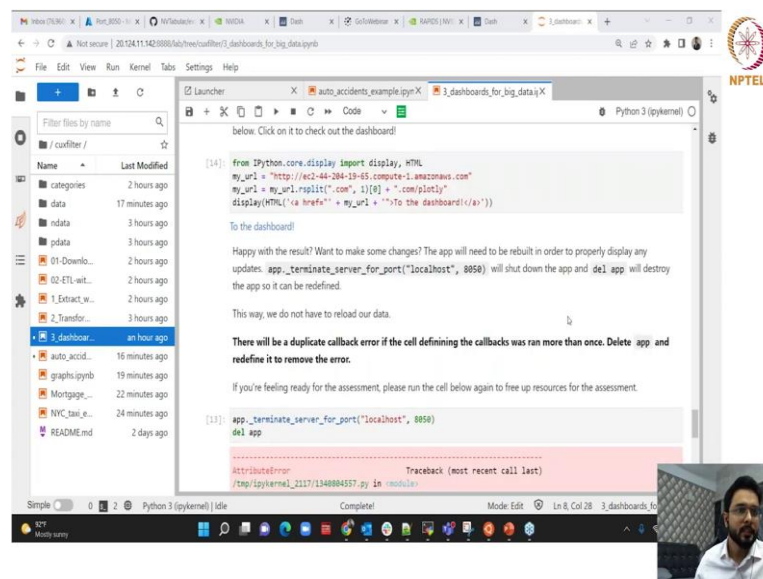 Inbox (76,96
Port_8050 -
NVTabular/ex
NVIDIA
Dash
GoToWebinar
RAPIDS | NVI
Dash
3_dashboard
Not secure | 20.124.11.142:8888/lab/tree/cuxfilter/3_dashboards_for_big_data.ipynb
NPTEL
File Edit View Run Kernel Tabs Settings Help
Launcher
auto_accidents_example.ipyn
3_dashboards_for_big_data.ij
Code
Python 3 (ipykernel)
Filter files by name
/ cuxfilter /
Name
Last Modified
categories 2 hours ago
data 17 minutes ago
ndata 3 hours ago
pdata 3 hours ago
01-Downlo... 2 hours ago
02-ETL-wit... 2 hours ago
1_Extract_w... 2 hours ago
2_Transfor... 3 hours ago
3_dashboar... an hour ago
auto_accid... 16 minutes ago
graphs.ipynb 19 minutes ago
Mortgage_... 22 minutes ago
NYC_taxi_e... 24 minutes ago
README.md 2 days ago
below. Click on it to check out the dashboard!
[14]: from IPython.core.display import display, HTML
my_url = "http://ec2-44-204-19-65.compute-1.amazonaws.com"
my_url = my_url.rsplit(".com", 1)[0] + ".com/plotly"
display(HTML('<a href="' + my_url + '">To the dashboard!</a>'))
To the dashboard!
Happy with the result? Want to make some changes? The app will need to be rebuilt in order to properly display any
updates. app._terminate_server_for_port("localhost", 8050) will shut down the app and del app will destroy
the app so it can be redefined.
This way, we do not have to reload our data.
There will be a duplicate callback error if the cell definining the callbacks was ran more than once. Delete app and
redefine it to remove the error.
If you're feeling ready for the assessment, please run the cell below again to free up resources for the assessment.
[13]: app._terminate_server_for_port("localhost", 8050)
del app
AttributeError Traceback (most recent call last)
/tmp/ipykernel_2117/1340804557.py in <module>
Simple 0 2 Python 3 (ipykernel) | Idle Complete! Mode: Edit Ln 8, Col 28 3_dashboards_fo
92°F
Mostly sunny